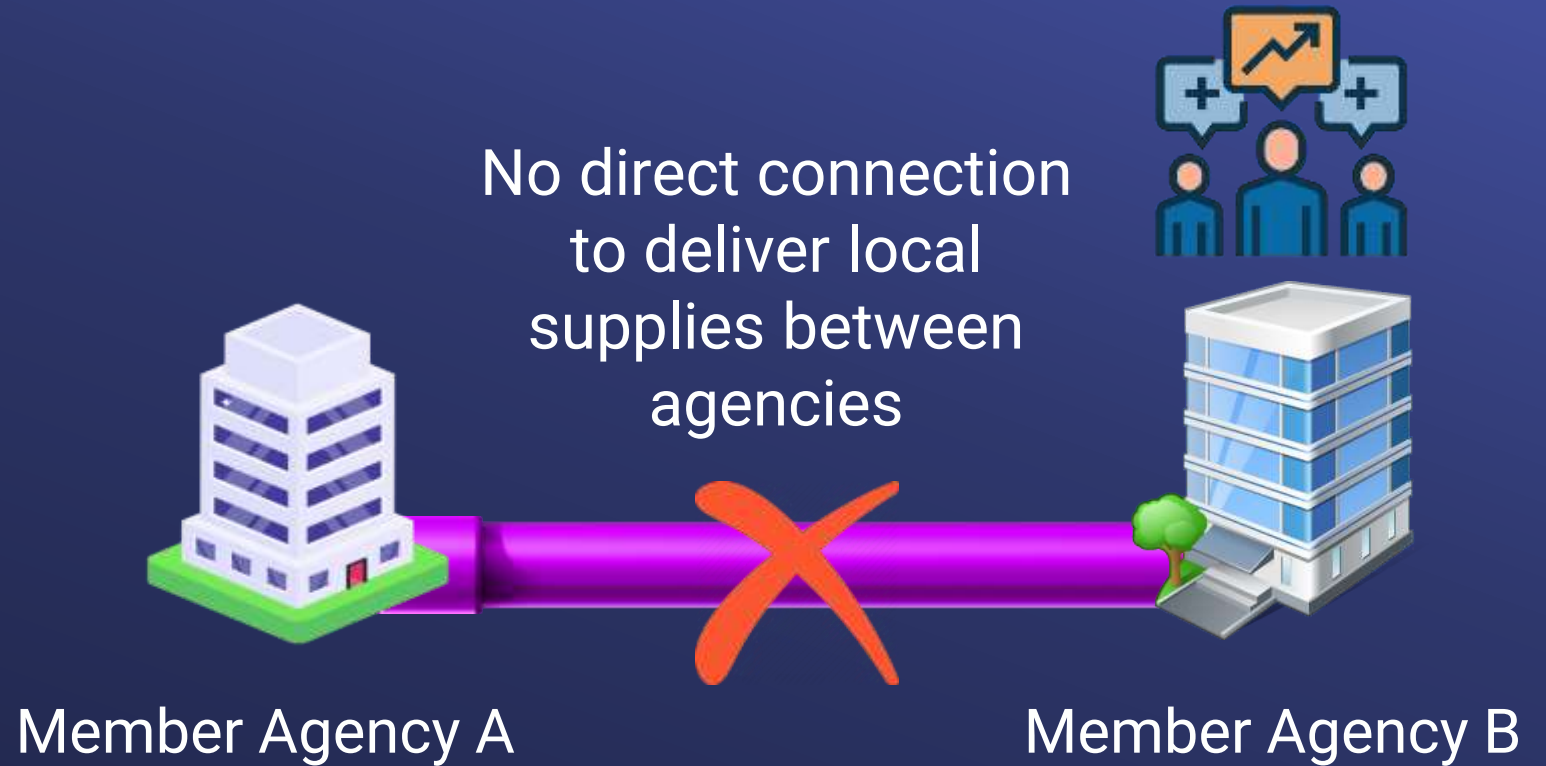 No direct connection
to deliver local
supplies between
agencies
Member Agency A
Member Agency B